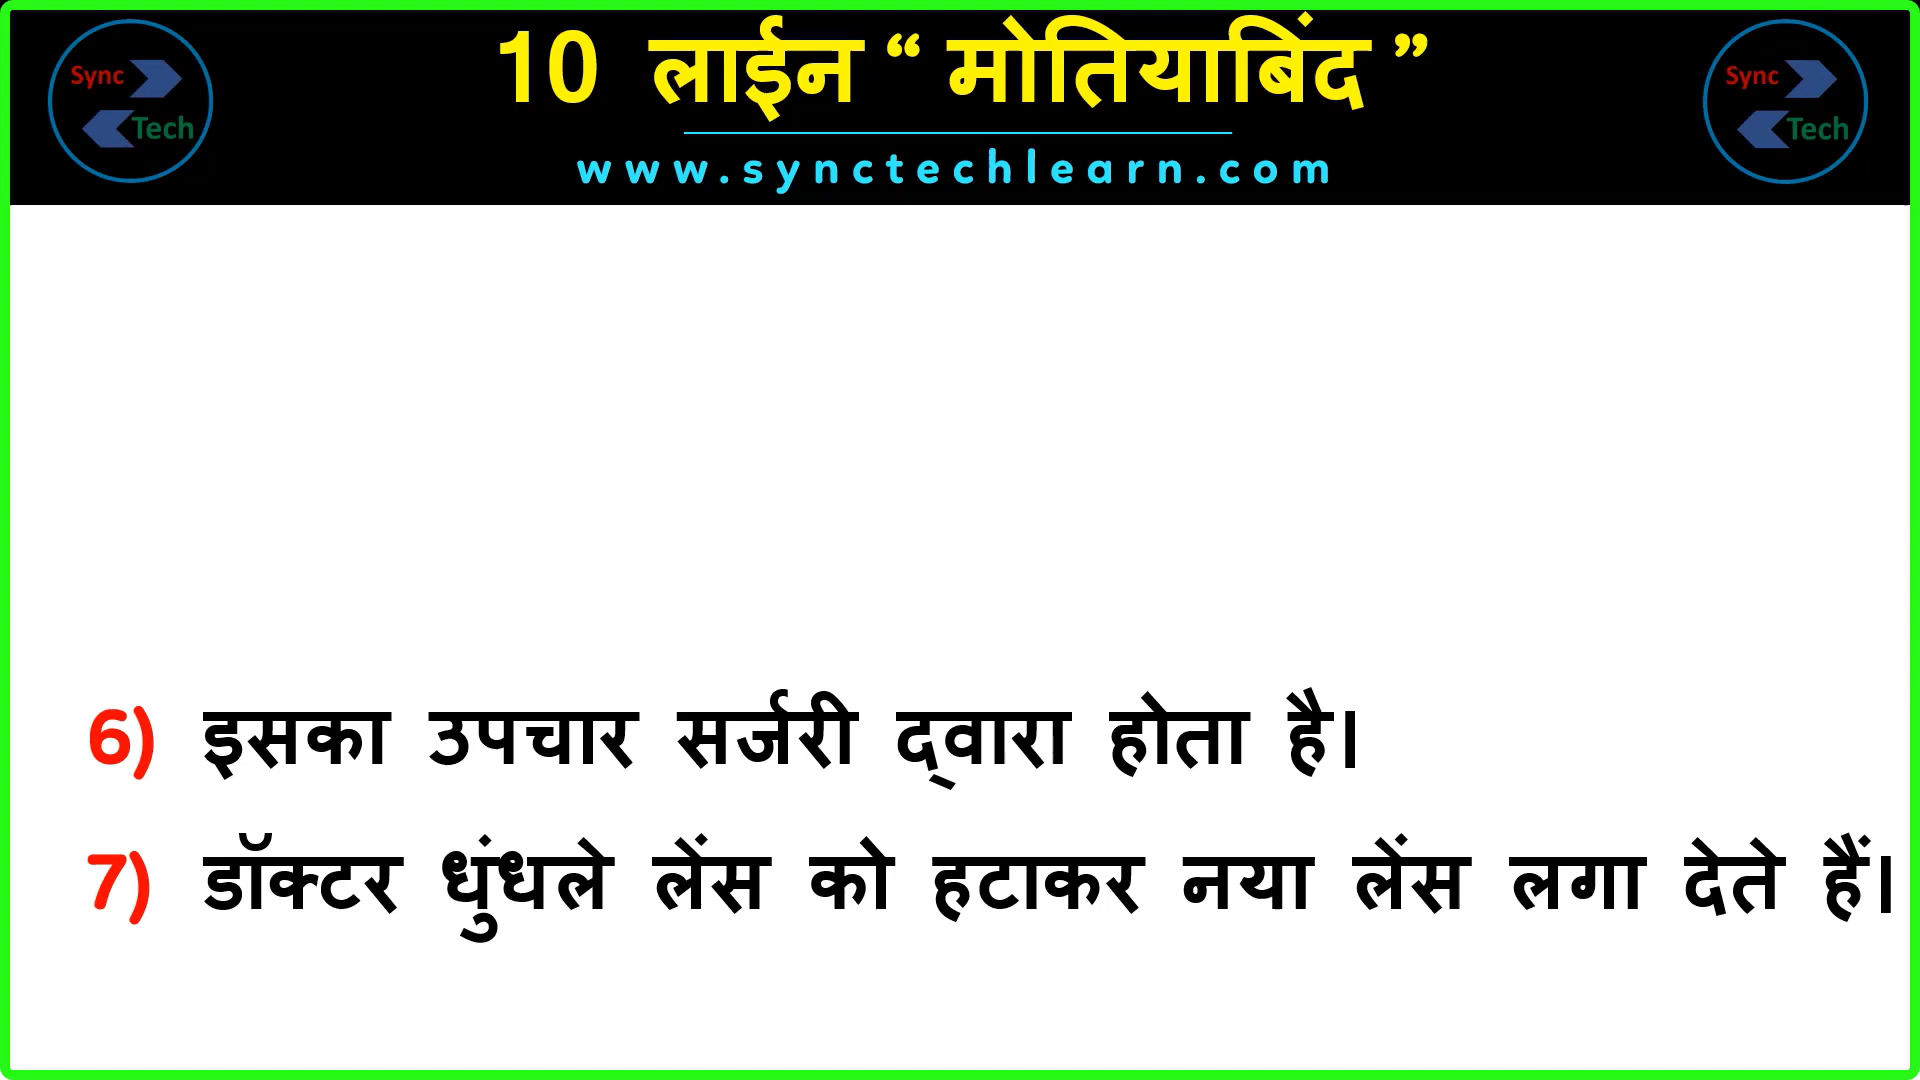 Sync
Tech
10 लाईन “ मोतियाबिंद ”
www.synctechlearn.com
Sync
Tech
6) इसका उपचार सर्जरी द्‌वारा होता है।
7) डॉक्टर धुंधले लेंस को हटाकर नया लेंस लगा देते हैं।